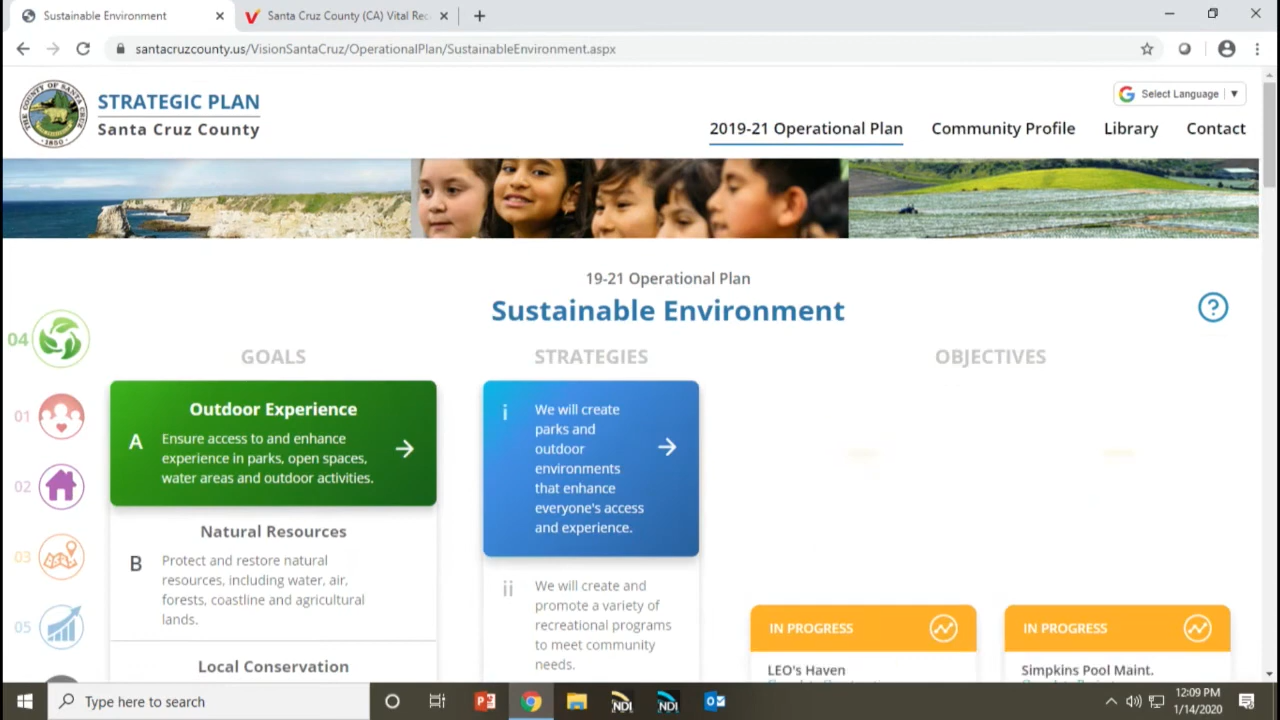 Sustainable Environment
Santa Cruz County (CA) Vital Rec
santacruzcounty.us/VisionSantaCruz/OperationalPlan/SustainableEnvironment.aspx
STRATEGIC PLAN
Santa Cruz County
Select Language
2019-21 Operational Plan
Community Profile
Library
Contact
19-21 Operational Plan
Sustainable Environment
?
GOALS
STRATEGIES
OBJECTIVES
04
01
02
03
05
Outdoor Experience
A
Ensure access to and enhance
experience in parks, open spaces,
water areas and outdoor activities.
Natural Resources
B
Protect and restore natural
resources, including water, air,
forests, coastline and agricultural
lands.
Local Conservation
i
We will create
parks and
outdoor
environments
that enhance
everyone's access
and experience.
ii
We will create and
promote a variety of
recreational programs
to meet community
needs.
IN PROGRESS
LEO's Haven
IN PROGRESS
Simpkins Pool Maint.
Type here to search
NDI
NDI
12:09 PM
1/14/2020